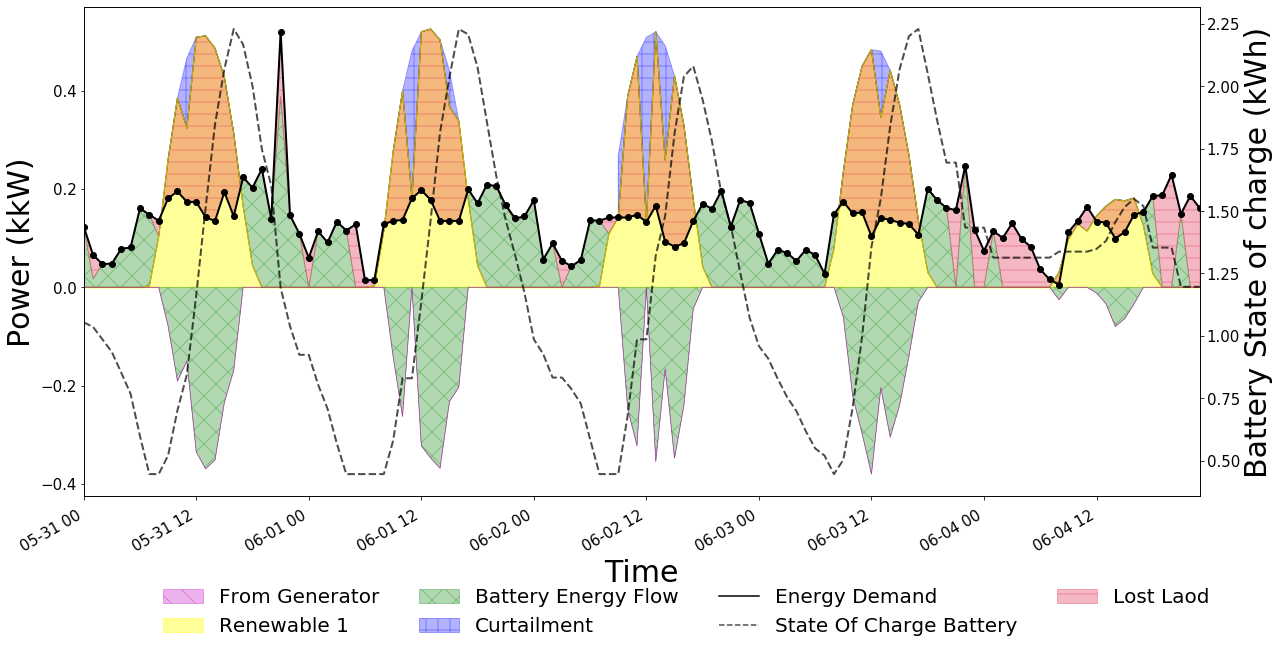 Power (kkW)
0.4
0.2
0.0
−0.2
−0.4
2.25
2.00
1.75
1.50
1.25
1.00
0.75
0.50
Battery State of charge (kWh)
05-31 00
05-31 12
06-01 00
06-01 12
06-02 00
06-02 12
06-03 00
06-03 12
06-04 00
06-04 12
Time
From Generator
Renewable 1
Battery Energy Flow
Curtailment
Energy Demand
State Of Charge Battery
Lost Laod